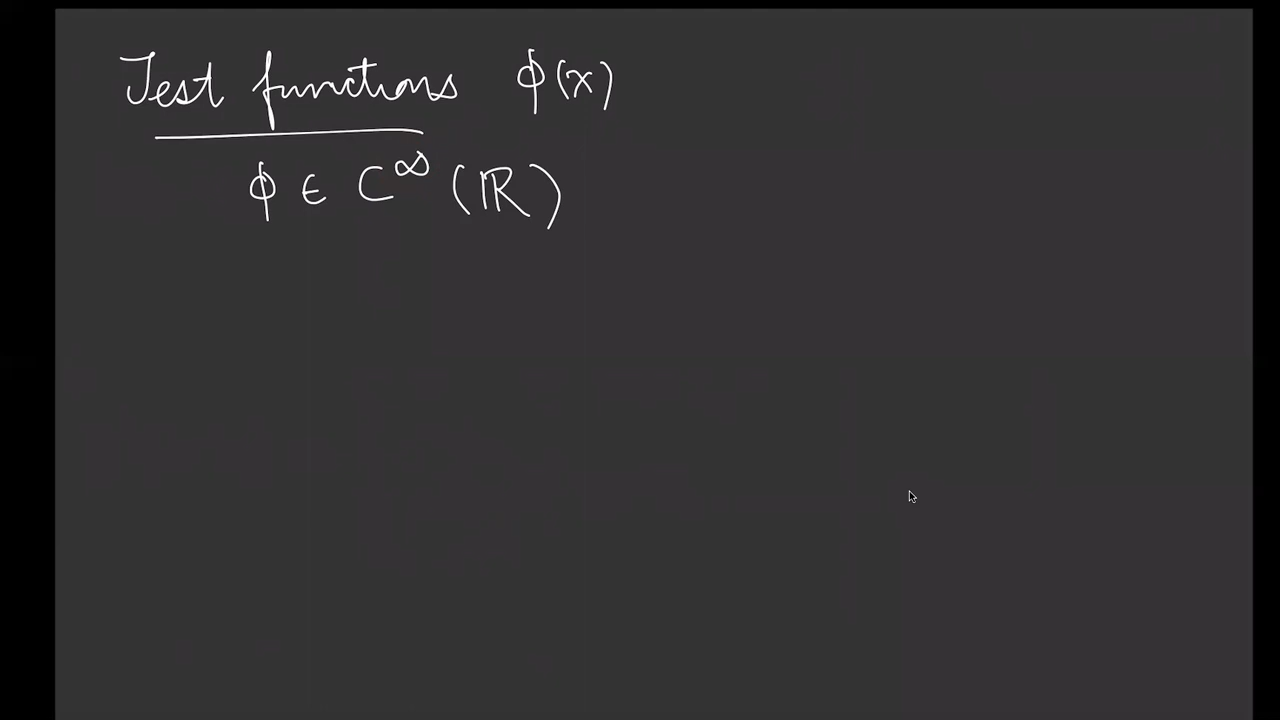 Test functions ϕ(x)
ϕ ∈ C^∞ (ℝ)